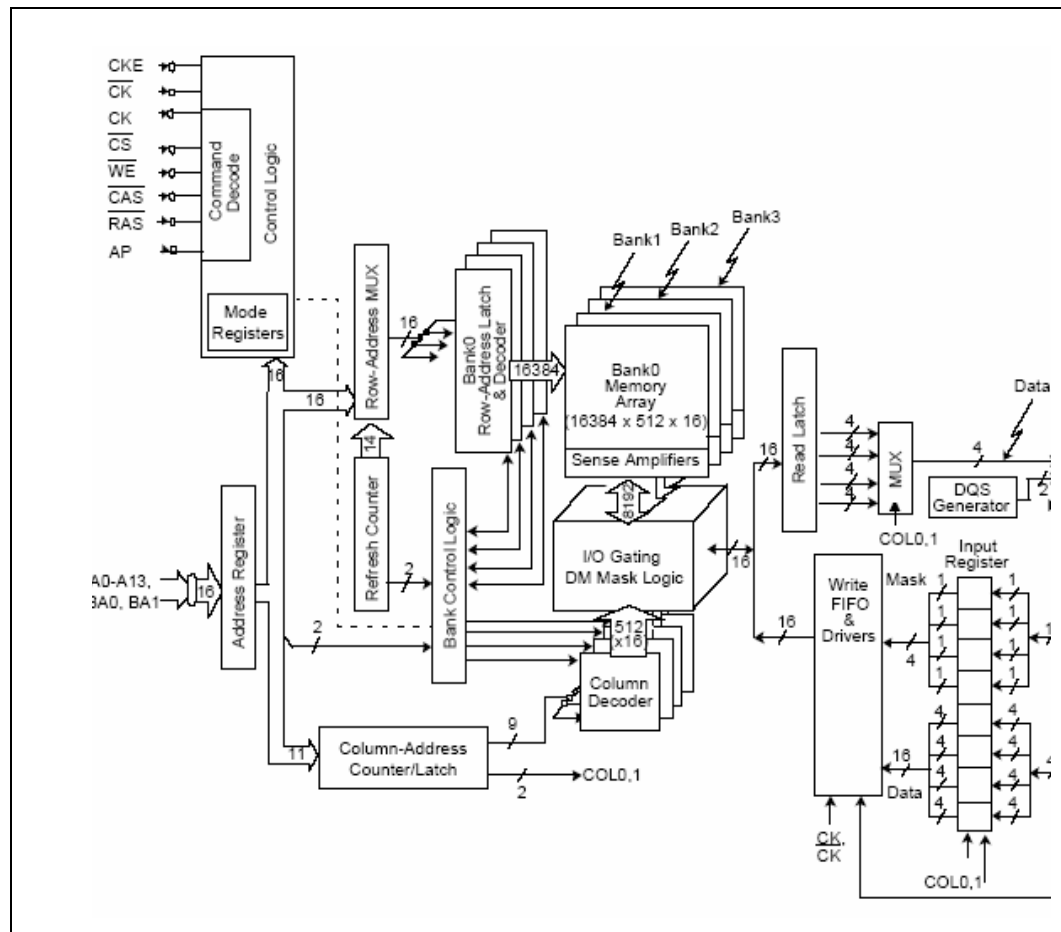 CKE
CK
CK
CS
WE
CAS
RAS
AP
Command
Decode
Control Logic
Mode
Registers
16
16
Row-Address MUX
16
14
Refresh Counter
Bank0
Row-Address Latch
& Decoder
16384
Bank1
Bank2
Bank3
Bank0
Memory
Array
(16384 x 512 x 16)
Sense Amplifiers
8192
I/O Gating
DM Mask Logic
16
512
(x16)
Column
Decoder
2
2
Bank Control Logic
A0-A13,
BA0, BA1
16
Address Register
11
Column-Address
Counter/Latch
9
2
COL0,1
16
Read Latch
4
4
4
4
MUX
COL0,1
4
Data
DQS
Generator
2
Input
Register
Write
FIFO
&
Drivers
16
Mask
4
1
1
1
1
1
1
1
1
1
16
Data
4
4
4
4
4
4
4
4
4
CK,
CK
COL0,1